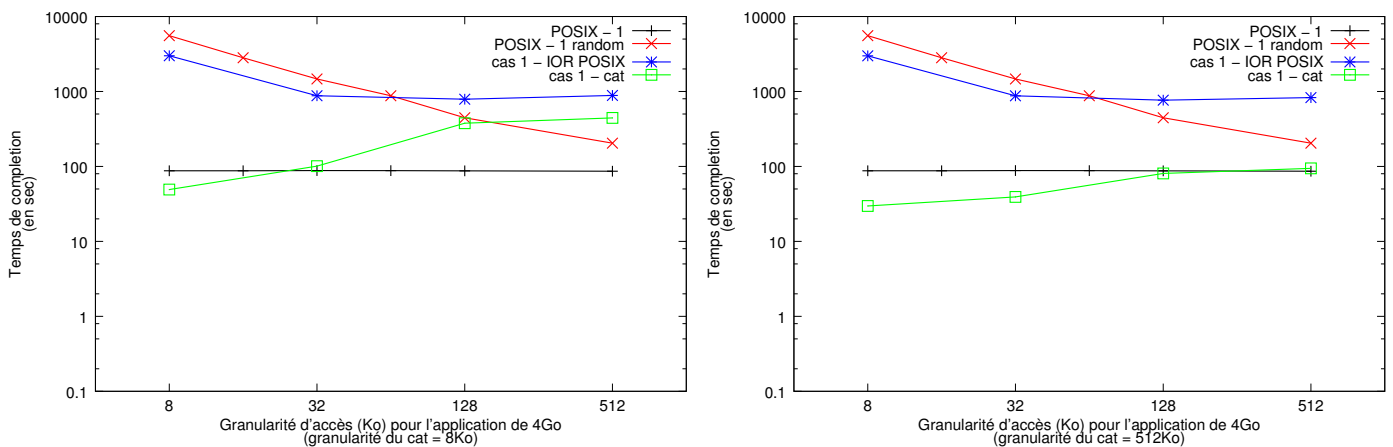 10000
1000
100
10
1
0.1
8
32
128
512
Temps de completion
(en sec)
Granularité d'accès (Ko) pour l'application de 4Go
(granularité du cat = 8Ko)
POSIX − 1
POSIX − 1 random
cas 1 − IOR POSIX
cas 1 − cat
10000
1000
100
10
1
0.1
8
32
128
512
Temps de completion
(en sec)
Granularité d'accès (Ko) pour l'application de 4Go
(granularité du cat = 512Ko)
POSIX − 1
POSIX − 1 random
cas 1 − IOR POSIX
cas 1 − cat